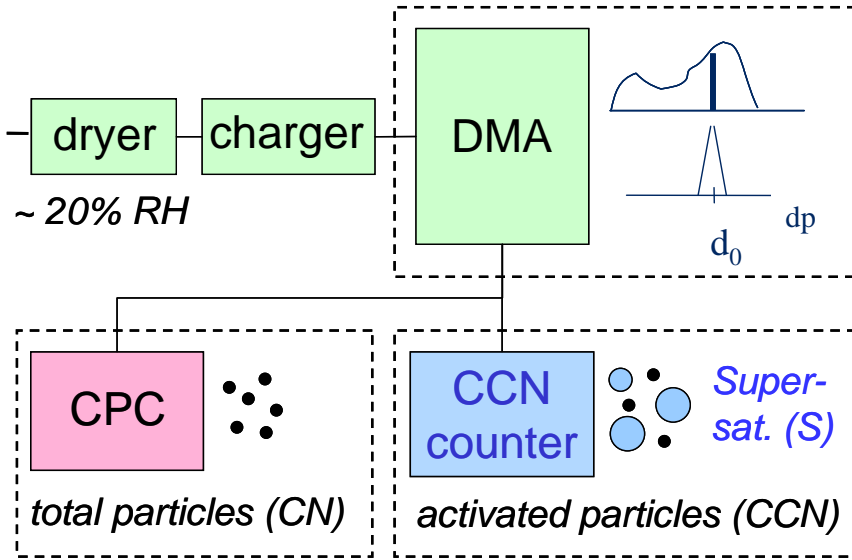 dryer
charger
DMA
~ 20% RH
dp
d₀
CPC
CCN
counter
Super-
sat. (S)
total particles (CN)
activated particles (CCN)